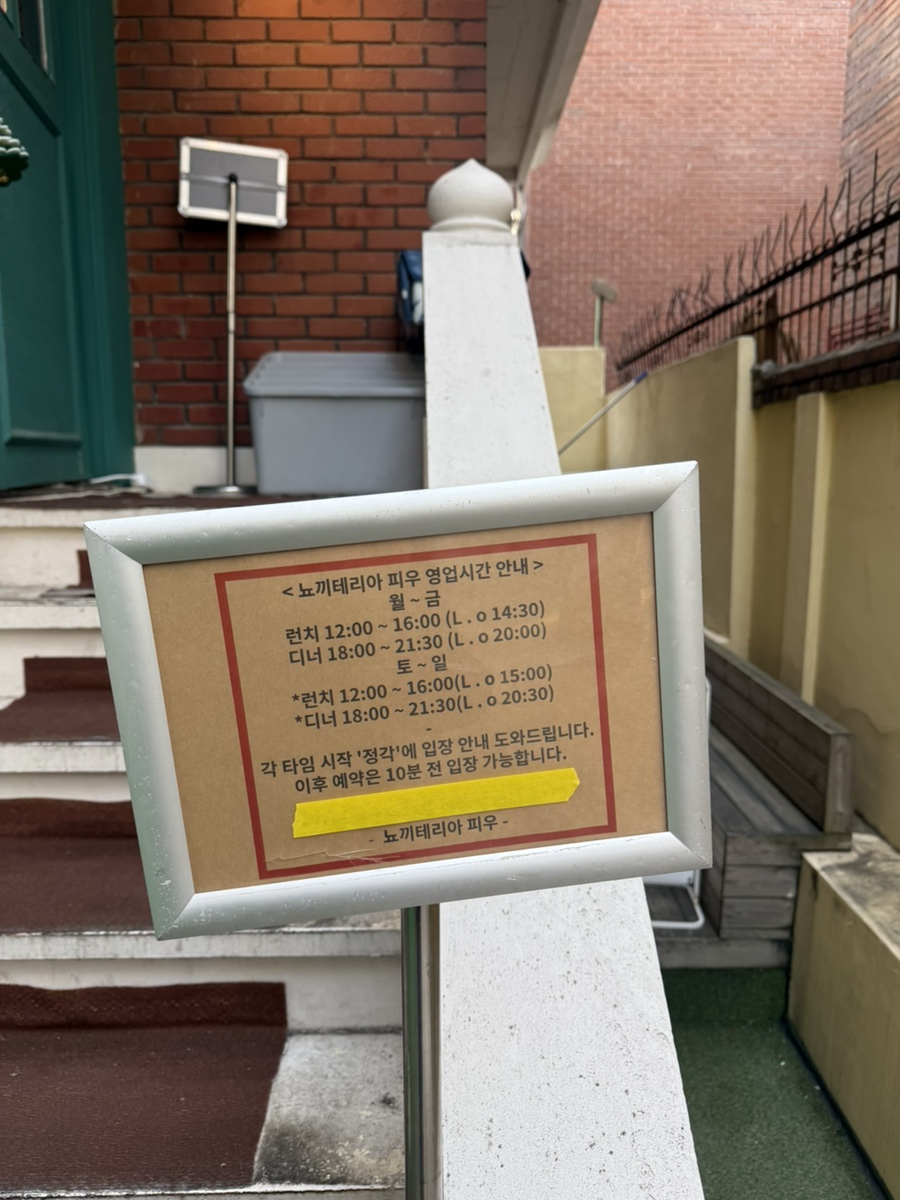 < 뇨끼테리아 피우 영업시간 안내 >
월 ~ 금
런치 12:00 ~ 16:00 (L . o 14:30)
디너 18:00 ~ 21:30 (L . o 20:00)
토 ~ 일
*런치 12:00 ~ 16:00(L . o 15:00)
*디너 18:00 ~ 21:30(L . o 20:30)
-
각 타임 시작 '정각'에 입장 안내 도와드립니다.
이후 예약은 10분 전 입장 가능합니다.
- 뇨끼테리아 피우 -